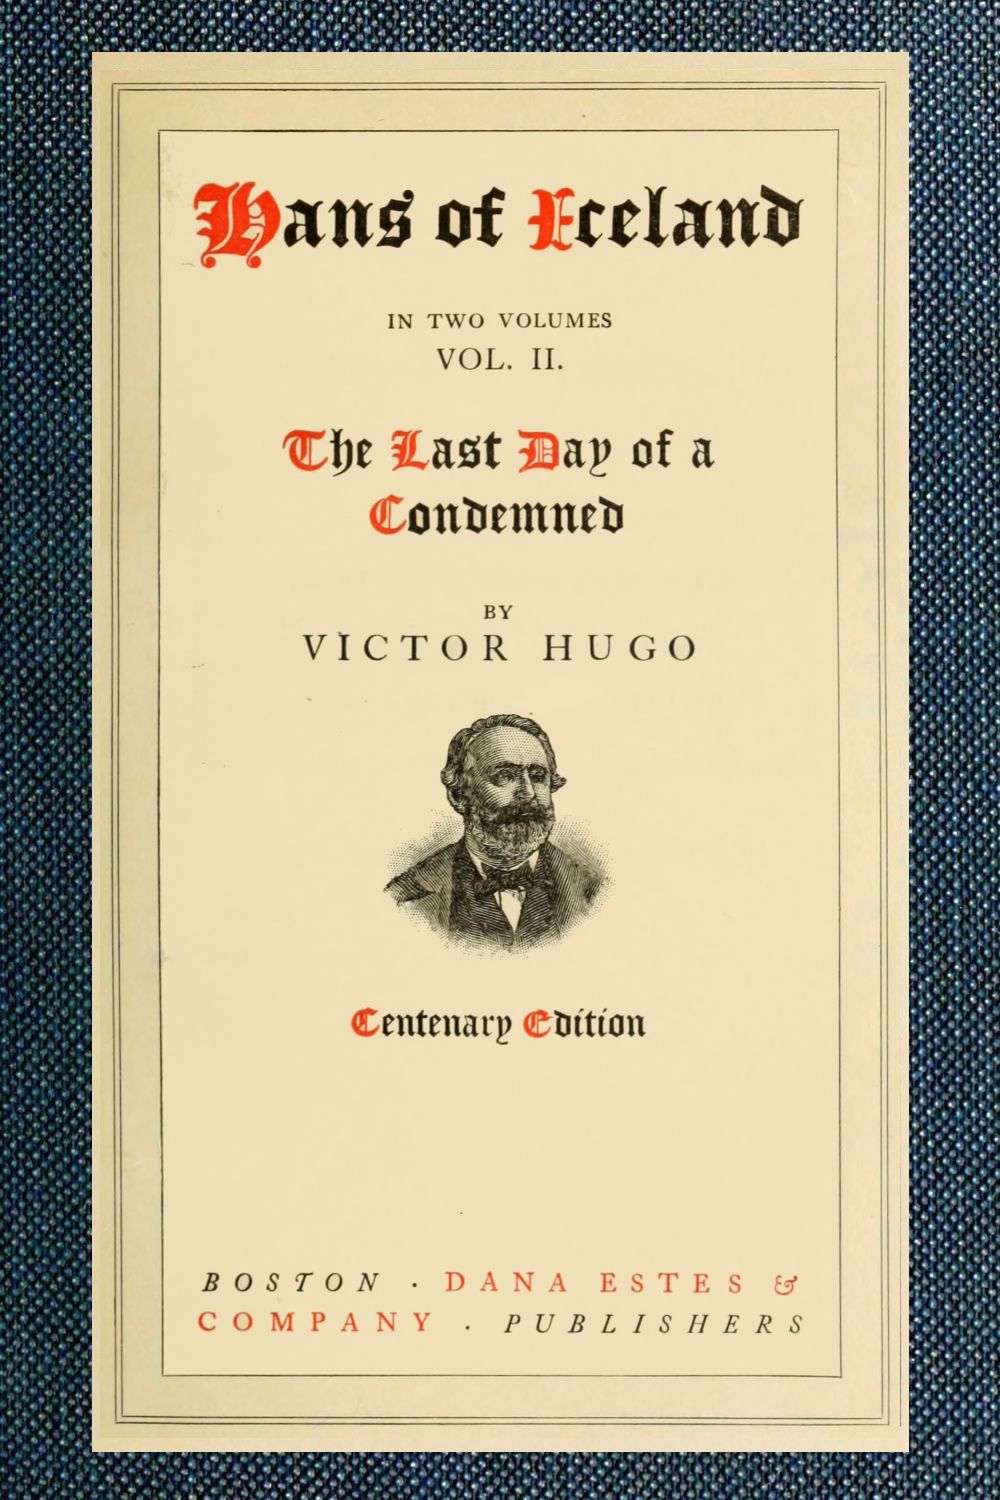 Hans of Iceland
IN TWO VOLUMES
VOL. II.
The Last Day of a
Condemned
BY
VICTOR HUGO
Centenary Edition
BOSTON · DANA ESTES &
COMPANY · PUBLISHERS